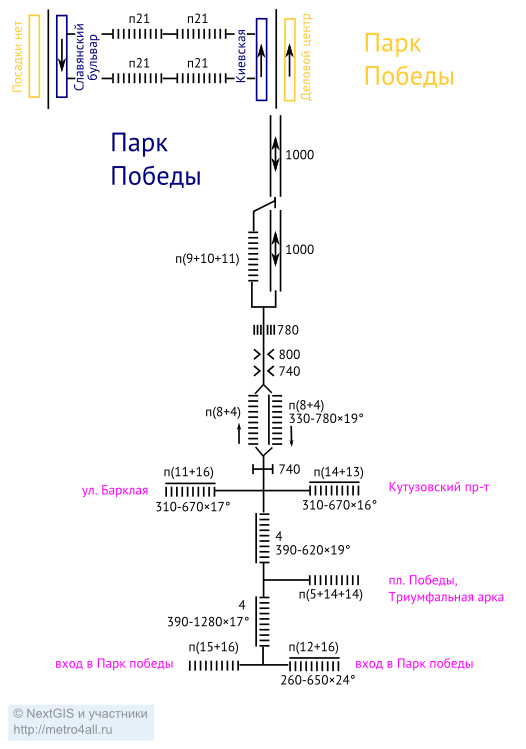 Посадки нет
Славянский
бульвар
п21
п21
п21
п21
Киевская
Деловой центр
Парк
Победы
Парк
Победы
1000
1000
п(9+10+11)
780
800
740
п(8+4)
п(8+4)
330-780×19°
740
п(11+16)
п(14+13)
ул. Барклая
Кутузовский пр-т
310-670×17°
310-670×16°
4
390-620×19°
пл. Победы,
Триумфальная арка
п(5+14+14)
4
390-1280×17°
п(15+16)
п(12+16)
вход в Парк победы
вход в Парк победы
260-650×24°
© NextGIS и участники
http://metro4all.ru